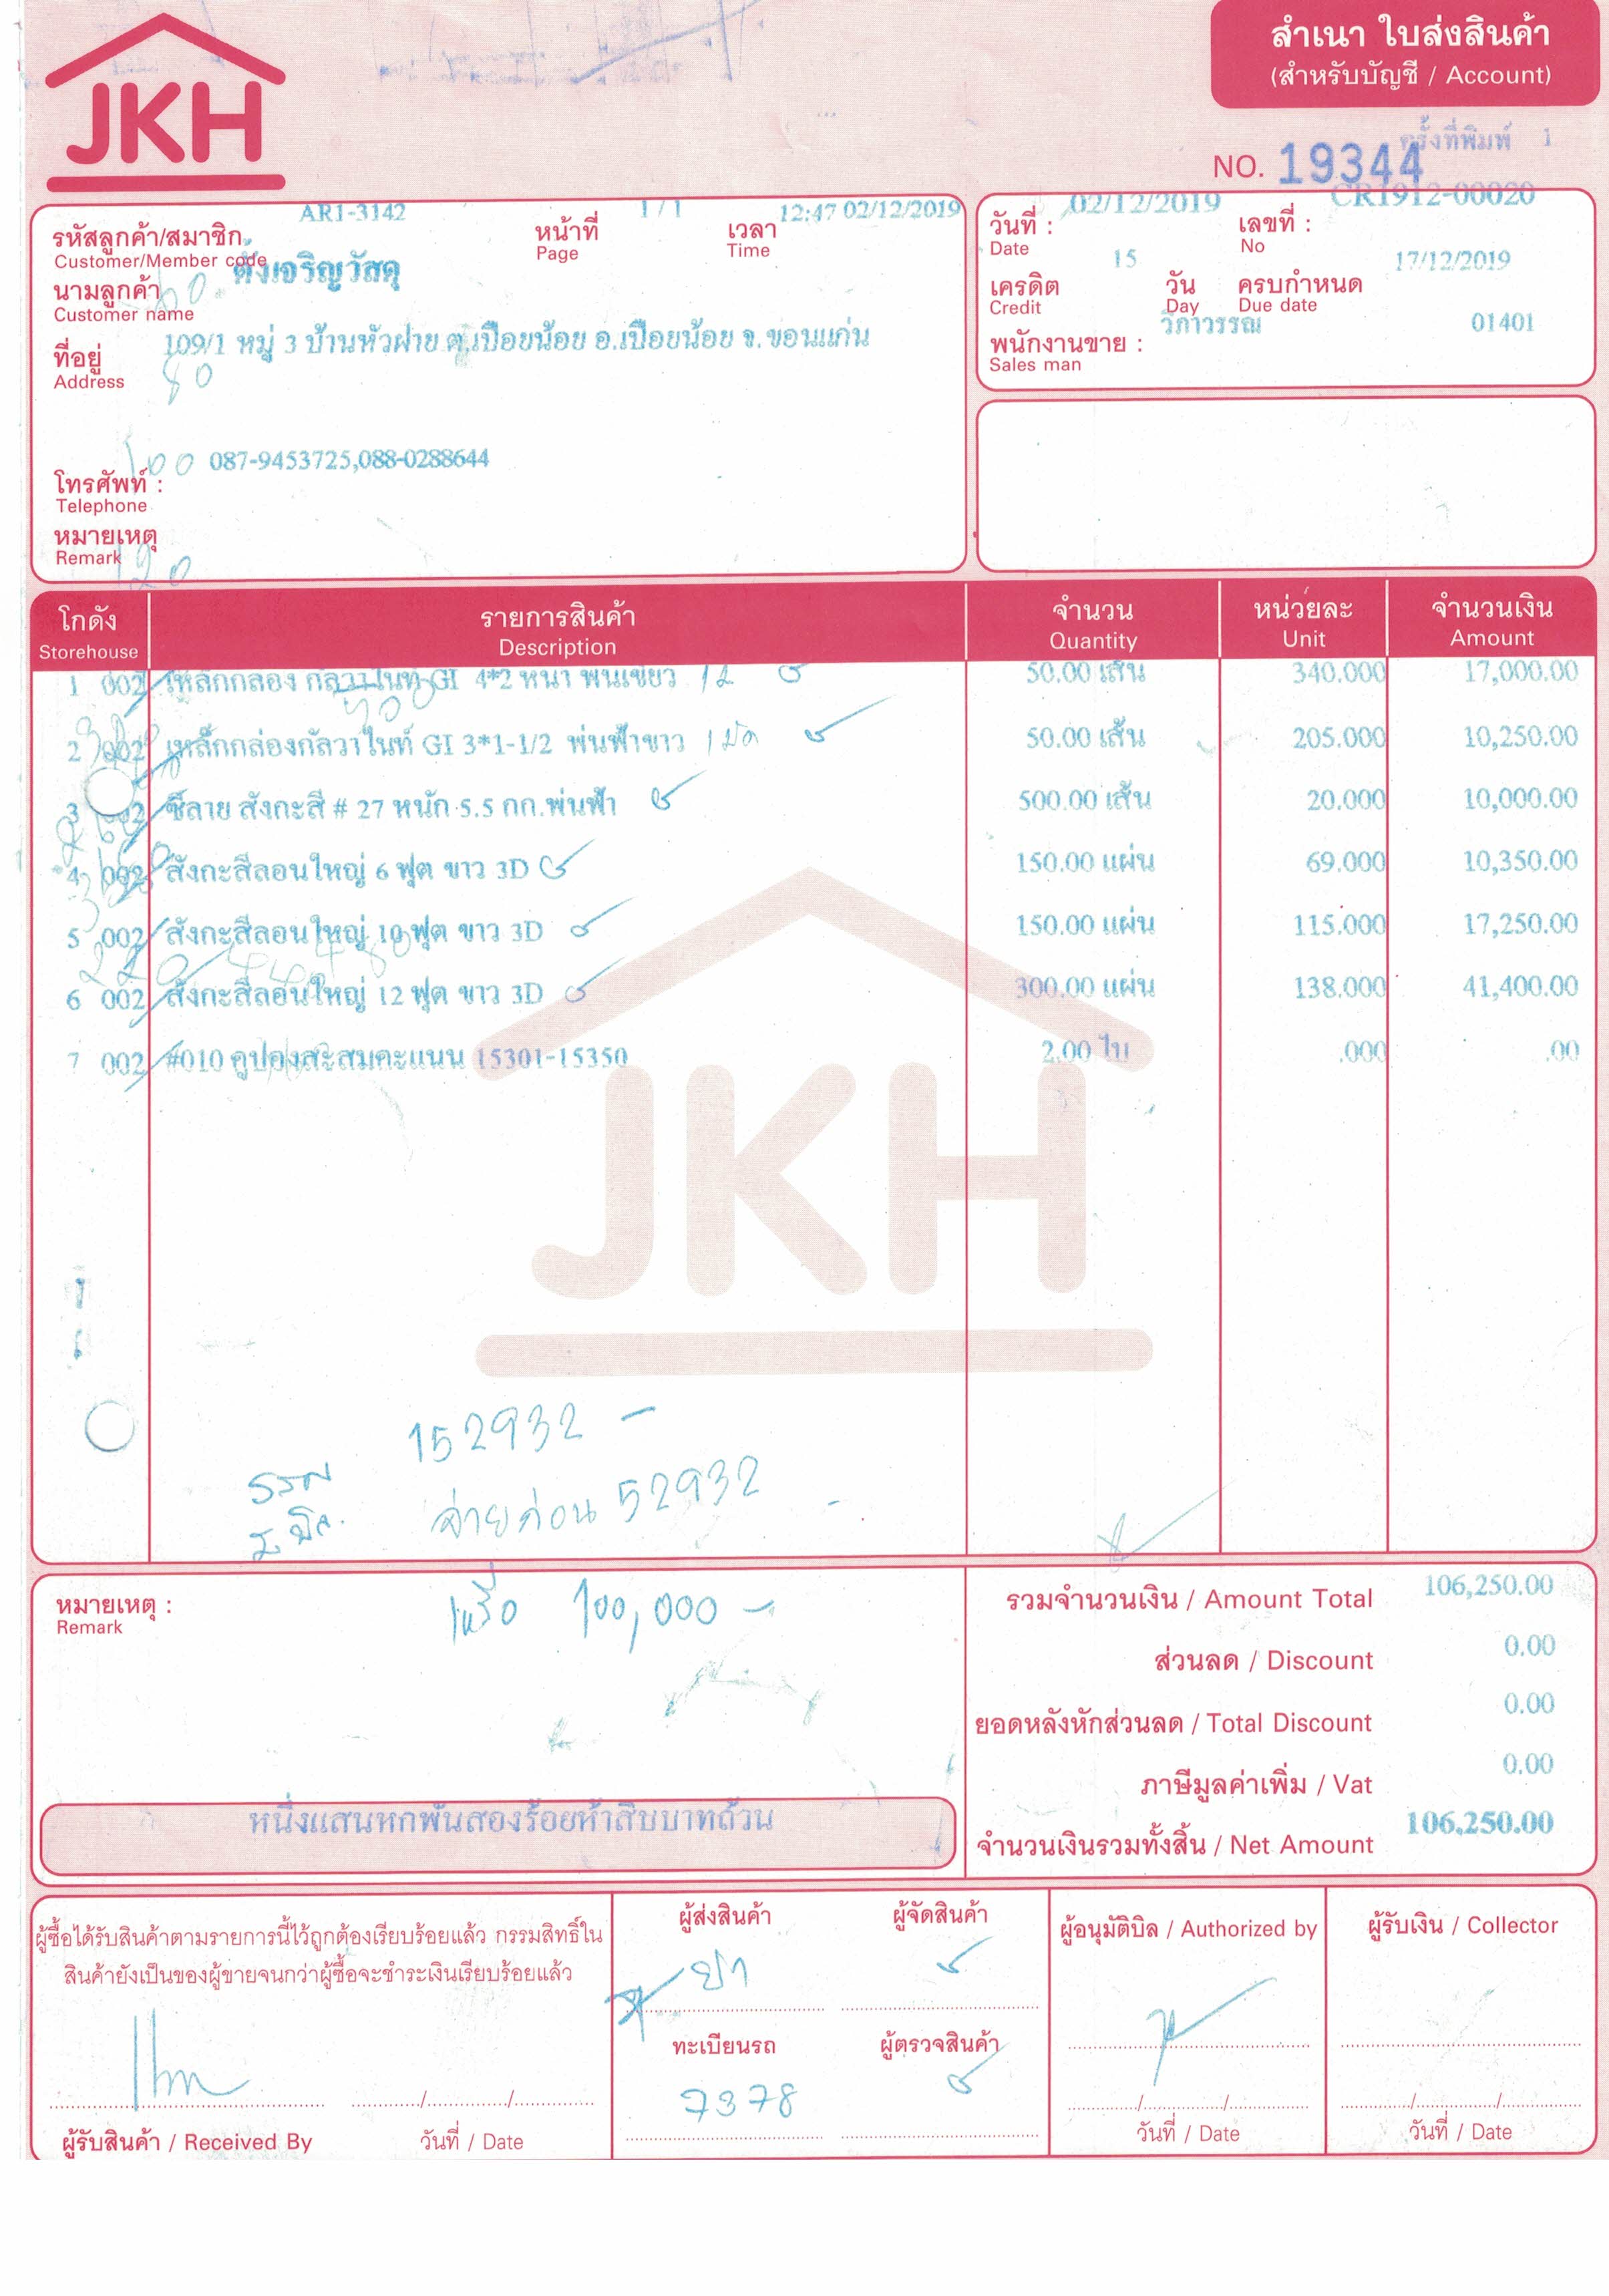 JKH
สำเนา ใบส่งสินค้า
(สำหรับบัญชี / Account)
ครั้งที่พิมพ์ 1
NO. 19344
รหัสลูกค้า/สมาชิก AR1-3142 หน้าที่ 1 / 1 เวลา 12:47 02/12/2019
Customer/Member code Page Time
นามลูกค้า ตั้งเจริญวัสดุ
Customer name
ที่อยู่ 109/1 หมู่ 3 บ้านหัวฝาย ต.เปือยน้อย อ.เปือยน้อย จ.ขอนแก่น
Address
80
100
โทรศัพท์ : 087-9453725,088-0288644
Telephone
หมายเหตุ
Remark
120
วันที่ : 02/12/2019 เลขที่ : CR1912-00020
Date No
เครดิต 15 วัน ครบกำหนด 17/12/2019
Credit Day Due date
พนักงานขาย : วิภาวรรณ 01401
Sales man
โกดัง รายการสินค้า จำนวน หน่วยละ จำนวนเงิน
Storehouse Description Quantity Unit Amount
1 002 เหล็กกล่อง กัลวาไนท์ GI 4*2 หนา พ่นเขียว 50.00 เส้น 340.000 17,000.00
2 002 เหล็กกล่องกัลวาไนท์ GI 3*1-1/2 พ่นฟ้าขาว 1 มัด 50.00 เส้น 205.000 10,250.00
3 002 ซีลาย สังกะสี # 27 หนัก 5.5 กก.พ่นฟ้า 500.00 เส้น 20.000 10,000.00
4 002 สังกะสีลอนใหญ่ 6 ฟุต ขาว 3D 150.00 แผ่น 69.000 10,350.00
5 002 สังกะสีลอนใหญ่ 10 ฟุต ขาว 3D 150.00 แผ่น 115.000 17,250.00
6 002 สังกะสีลอนใหญ่ 12 ฟุต ขาว 3D 300.00 แผ่น 138.000 41,400.00
7 002 #010 คูปองสะสมคะแนน 15301-15350 2.00 ใบ .000 .00
JKH
152932 -
จ่ายก่อน 52932 -
เหลือ 100,000 -
หมายเหตุ :
Remark
หนึ่งแสนหกพันสองร้อยห้าสิบบาทถ้วน
รวมจำนวนเงิน / Amount Total 106,250.00
ส่วนลด / Discount 0.00
ยอดหลังหักส่วนลด / Total Discount 0.00
ภาษีมูลค่าเพิ่ม / Vat 0.00
จำนวนเงินรวมทั้งสิ้น / Net Amount 106,250.00
ผู้ซื้อได้รับสินค้าตามรายการนี้ไว้ถูกต้องเรียบร้อยแล้ว กรรมสิทธิ์ใน
สินค้ายังเป็นของผู้ขายจนกว่าผู้ซื้อจะชำระเงินเรียบร้อยแล้ว
ผู้รับสินค้า / Received By วันที่ / Date
ผู้ส่งสินค้า ผู้จัดสินค้า
ทะเบียนรถ ผู้ตรวจสินค้า
7378
ผู้อนุมัติบิล / Authorized by
วันที่ / Date
ผู้รับเงิน / Collector
วันที่ / Date